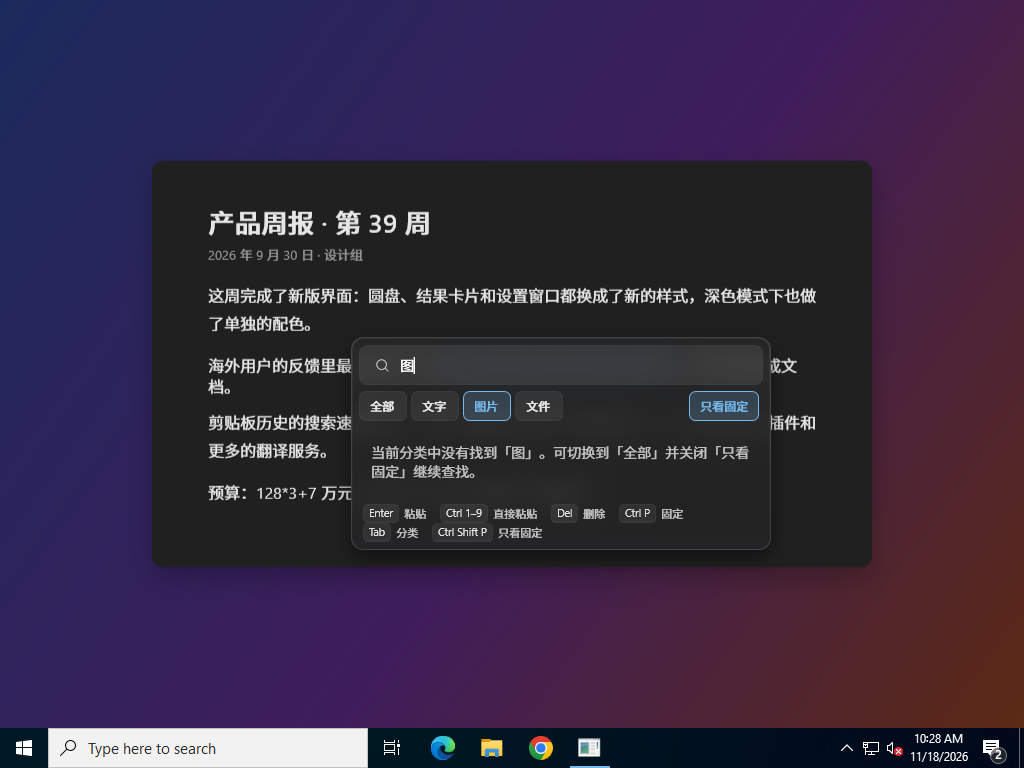 产品周报 · 第 39 周
2026 年 9 月 30 日 · 设计组
这周完成了新版界面：圆盘、结果卡片和设置窗口都换成了新的样式，深色模式下也做
了单独的配色。
海外用户的反馈里最
成文
档。
剪贴板历史的搜索速
插件和
更多的翻译服务。
预算：128*3+7 万元
图
全部 文字 图片 文件 只看固定
当前分类中没有找到「图」。可切换到「全部」并关闭「只看
固定」继续查找。
Enter 粘贴 Ctrl 1–9 直接粘贴 Del 删除 Ctrl P 固定
Tab 分类 Ctrl Shift P 只看固定
Type here to search
10:28 AM
11/18/2026
2